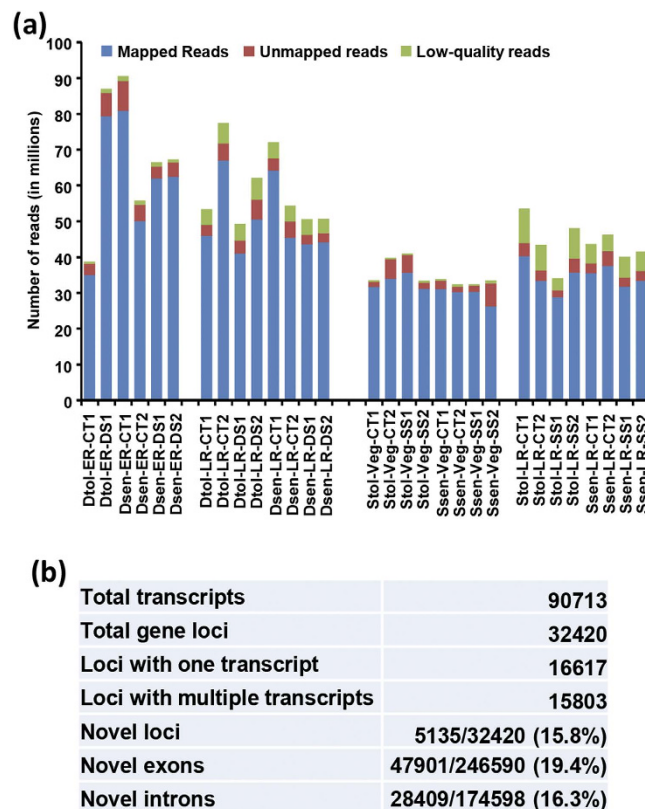 (a)
Mapped Reads Unmapped reads Low-quality reads
Number of reads (in millions)
100
90
80
70
60
50
40
30
20
10
0
Dtol-ER-CT1
Dtol-ER-DS1
Dsen-ER-CT1
Dsen-ER-CT2
Dsen-ER-DS1
Dsen-ER-DS2
Dtol-LR-CT1
Dtol-LR-CT2
Dtol-LR-DS1
Dtol-LR-DS2
Dsen-LR-CT1
Dsen-LR-CT2
Dsen-LR-DS1
Dsen-LR-DS2
Stol-Veg-CT1
Stol-Veg-CT2
Stol-Veg-SS1
Stol-Veg-SS2
Ssen-Veg-CT1
Ssen-Veg-CT2
Ssen-Veg-SS1
Ssen-Veg-SS2
Stol-LR-CT1
Stol-LR-CT2
Stol-LR-SS1
Stol-LR-SS2
Ssen-LR-CT1
Ssen-LR-CT2
Ssen-LR-SS1
Ssen-LR-SS2
(b)
Total transcripts 90713
Total gene loci 32420
Loci with one transcript 16617
Loci with multiple transcripts 15803
Novel loci 5135/32420 (15.8%)
Novel exons 47901/246590 (19.4%)
Novel introns 28409/174598 (16.3%)